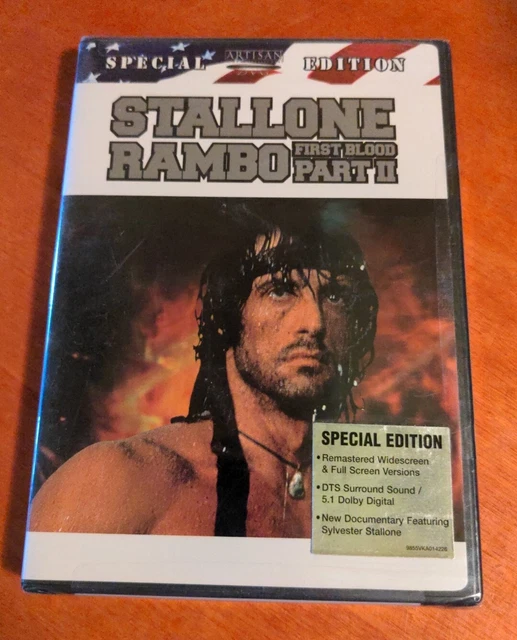 SPECIAL ARTISAN EDITION
STALLONE
RAMBO FIRST BLOOD
PART II
SPECIAL EDITION
• Remastered Widescreen
& Full Screen Versions
• DTS Surround Sound /
5.1 Dolby Digital
• New Documentary Featuring
Sylvester Stallone